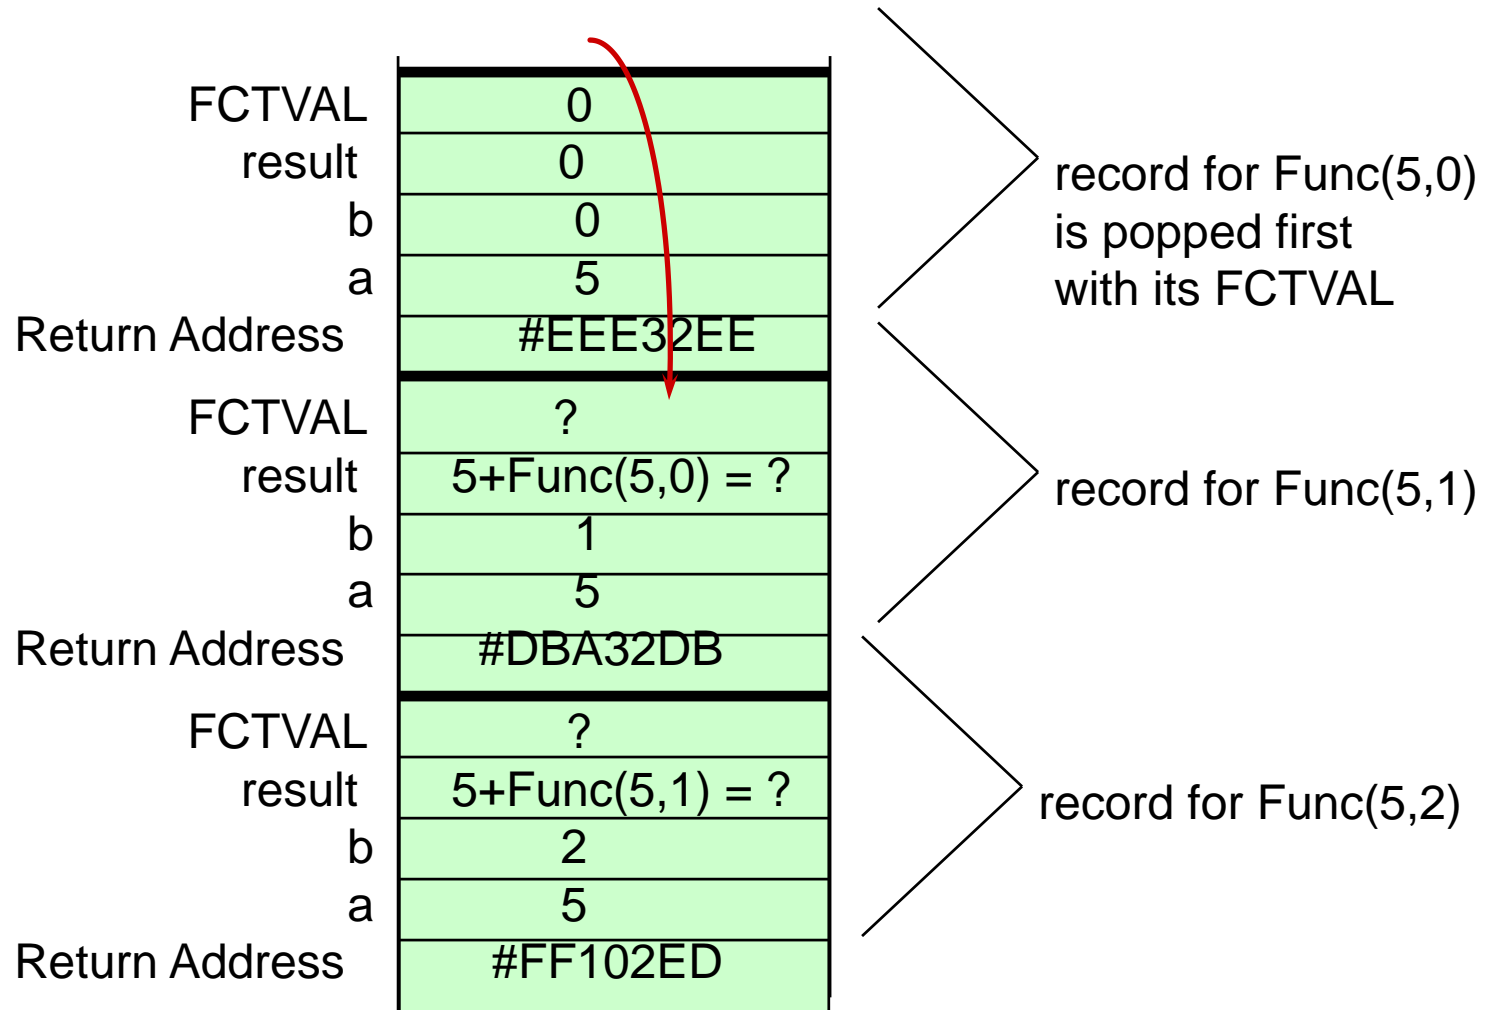 FCTVAL 0
result 0
b 0
a 5
Return Address #EEE32EE
record for Func(5,0)
is popped first
with its FCTVAL
FCTVAL ?
result 5+Func(5,0) = ?
b 1
a 5
Return Address #DBA32DB
record for Func(5,1)
FCTVAL ?
result 5+Func(5,1) = ?
b 2
a 5
Return Address #FF102ED
record for Func(5,2)